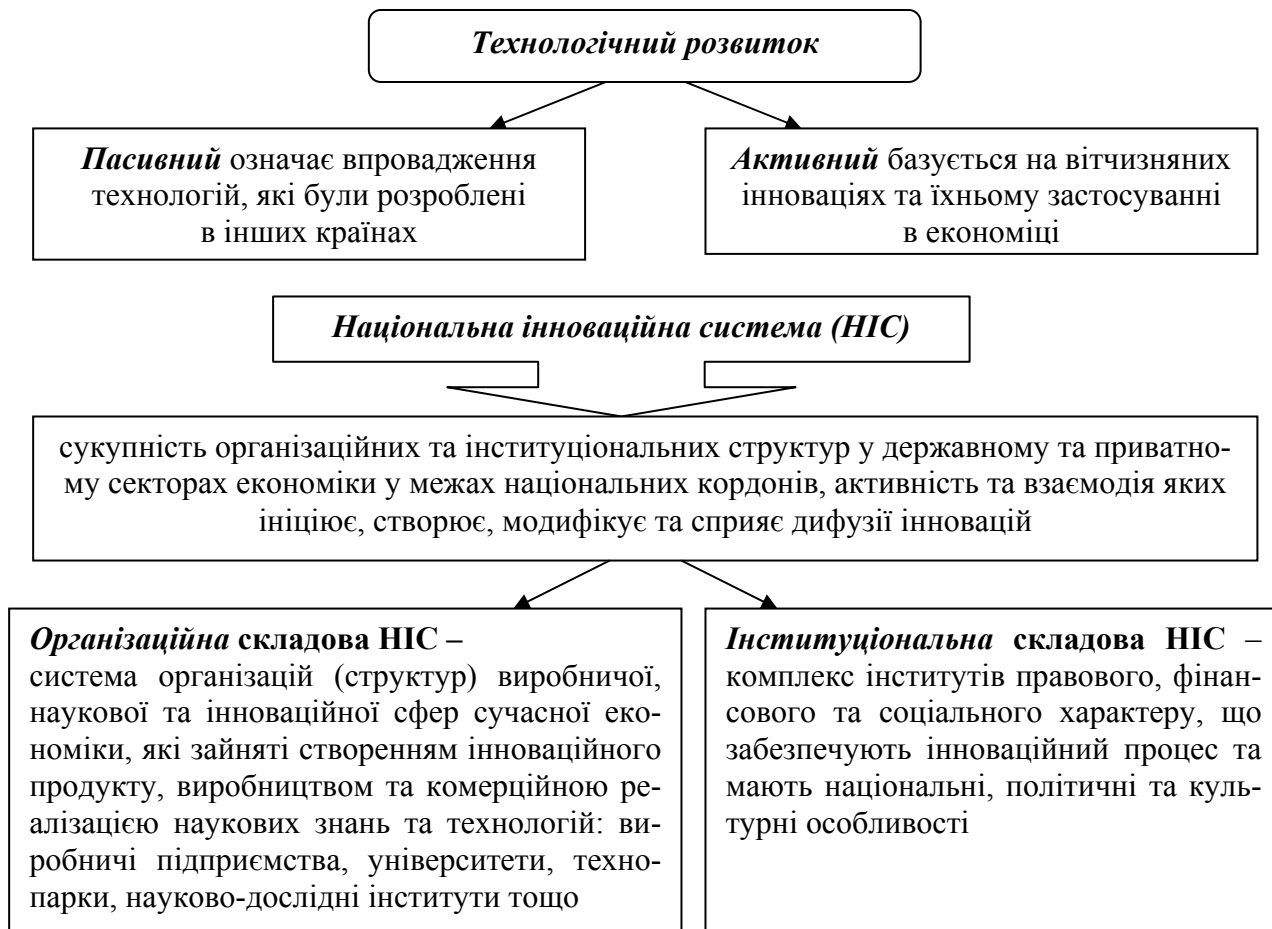 Технологічний розвиток
Пасивний означає впровадження
технологій, які були розроблені
в інших країнах
Активний базується на вітчизняних
інноваціях та їхньому застосуванні
в економіці
Національна інноваційна система (НІС)
сукупність організаційних та інституціональних структур у державному та приватно-
му секторах економіки у межах національних кордонів, активність та взаємодія яких
ініціює, створює, модифікує та сприяє дифузії інновацій
Організаційна складова НІС –
система організацій (структур) виробничої,
наукової та інноваційної сфер сучасної еко-
номіки, які зайняті створенням інноваційного
продукту, виробництвом та комерційною ре-
алізацією наукових знань та технологій: ви-
робничі підприємства, університети, техно-
парки, науково-дослідні інститути тощо
Інституціональна складова НІС –
комплекс інститутів правового, фінан-
сового та соціального характеру, що
забезпечують інноваційний процес та
мають національні, політичні та куль-
турні особливості